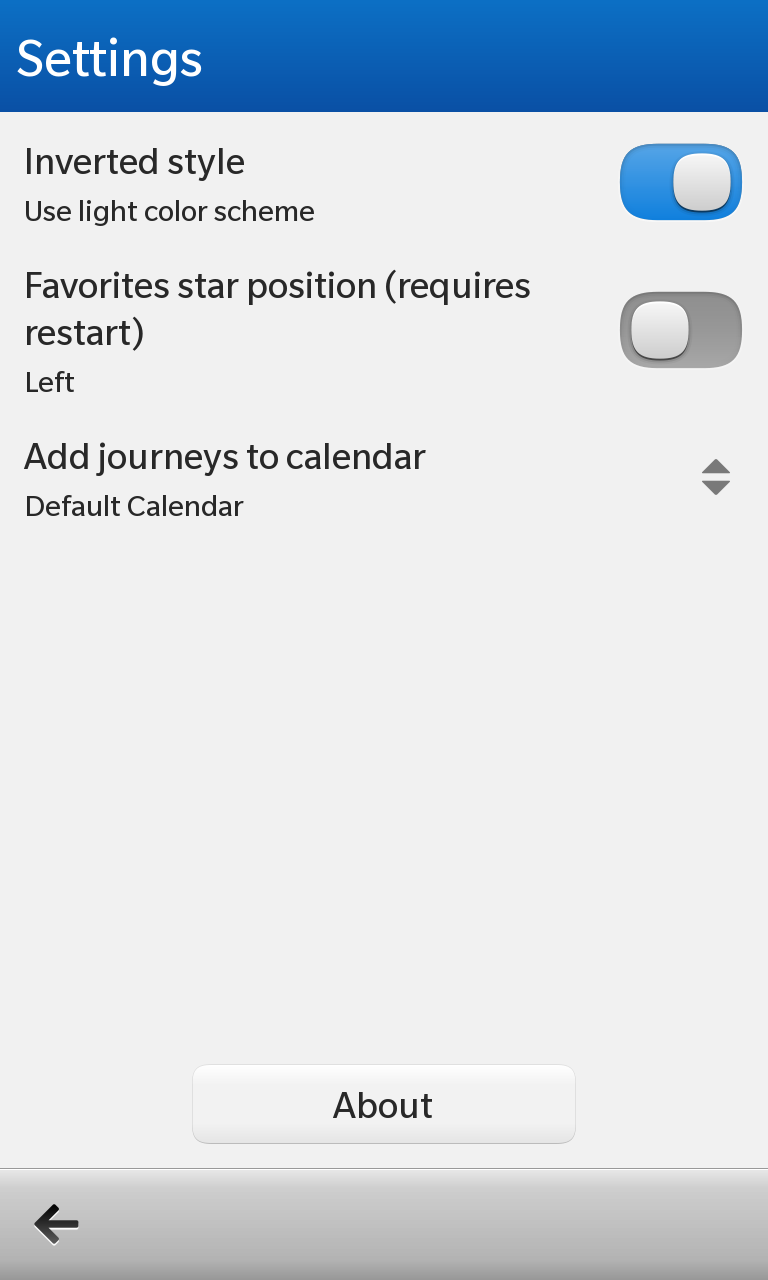 Settings
Inverted style
Use light color scheme
Favorites star position (requires
restart)
Left
Add journeys to calendar
Default Calendar
About